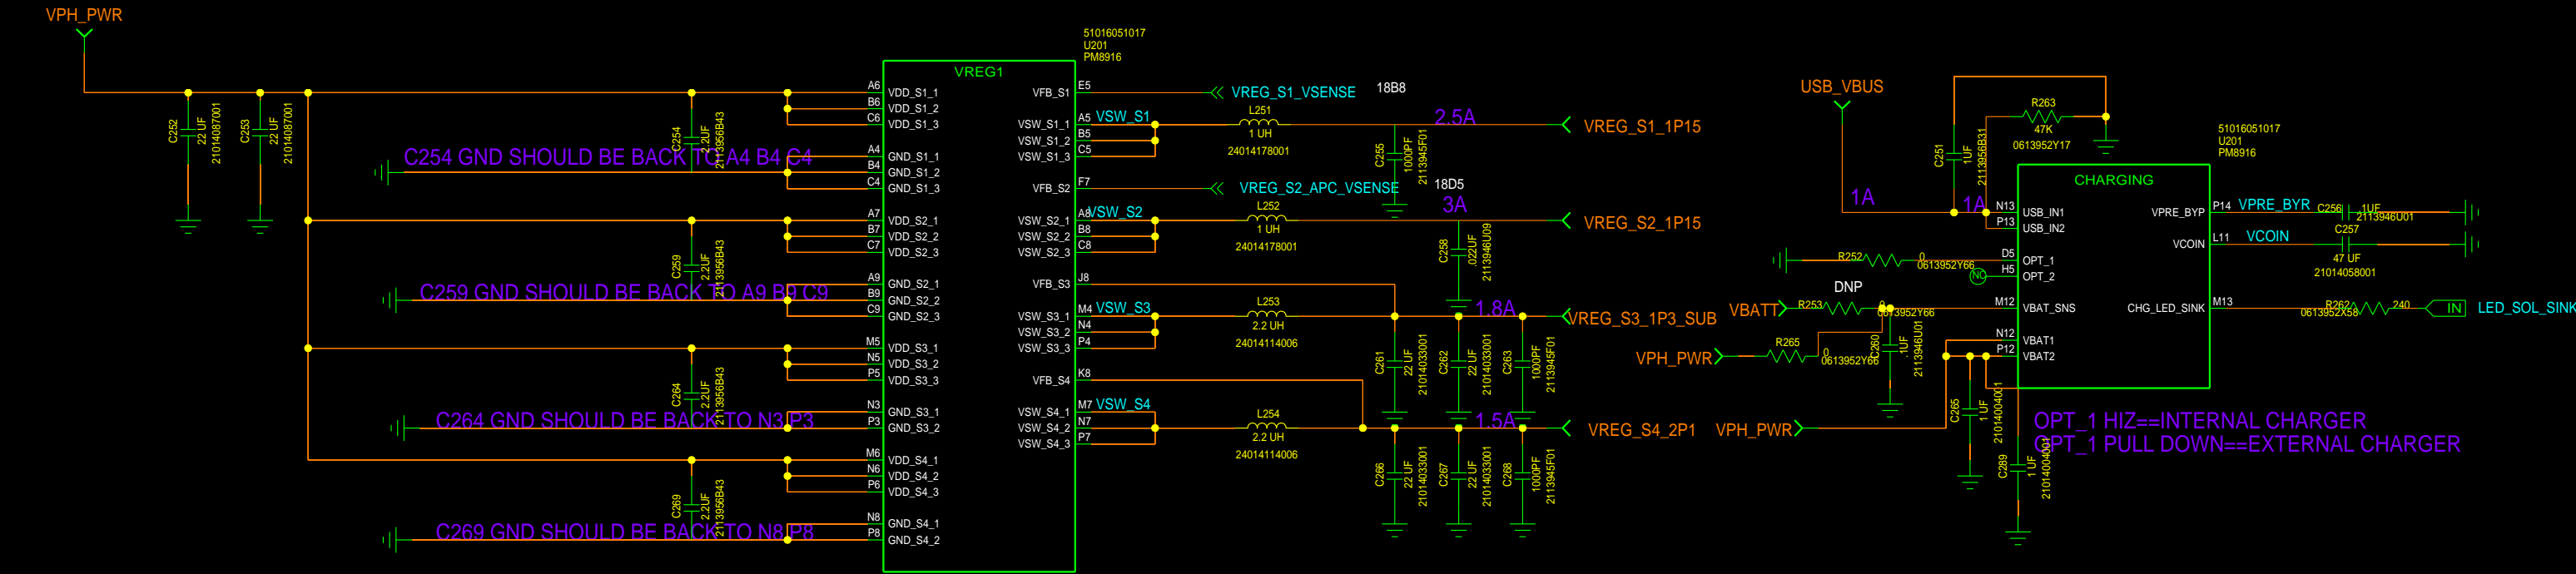 VPH_PWR
C252
22 UF
21014087001
C253
22 UF
21014087001
C254
2.2UF
2113956B43
C254 GND SHOULD BE BACK TO A4 B4 C4
C259
2.2UF
2113956B43
C259 GND SHOULD BE BACK TO A9 B9 C9
C264
2.2UF
2113956B43
C264 GND SHOULD BE BACK TO N3 P3
C269
2.2UF
2113956B43
C269 GND SHOULD BE BACK TO N8 P8
51016051017
U201
PM8916
VREG1
A6 VDD_S1_1
B6 VDD_S1_2
C6 VDD_S1_3
A4 GND_S1_1
B4 GND_S1_2
C4 GND_S1_3
A7 VDD_S2_1
B7 VDD_S2_2
C7 VDD_S2_3
A9 GND_S2_1
B9 GND_S2_2
C9 GND_S2_3
M5 VDD_S3_1
N5 VDD_S3_2
P5 VDD_S3_3
N3 GND_S3_1
P3 GND_S3_2
M6 VDD_S4_1
N6 VDD_S4_2
P6 VDD_S4_3
N8 GND_S4_1
P8 GND_S4_2
VFB_S1 E5
VSW_S1_1 A5
VSW_S1_2 B5
VSW_S1_3 C5
VFB_S2 F7
VSW_S2_1 A8
VSW_S2_2 B8
VSW_S2_3 C8
VFB_S3 J8
VSW_S3_1 M4
VSW_S3_2 N4
VSW_S3_3 P4
VFB_S4 K8
VSW_S4_1 M7
VSW_S4_2 N7
VSW_S4_3 P7
VREG_S1_VSENSE 18B8
VSW_S1
L251
1 UH
24014178001
2.5A
VREG_S1_1P15
C255
1000PF
2113945F01
VREG_S2_APC_VSENSE 18D5
VSW_S2
L252
1 UH
24014178001
3A
VREG_S2_1P15
C258
.022UF
2113946U09
VSW_S3
L253
2.2 UH
24014114006
1.8A
VREG_S3_1P3_SUB
C261
22 UF
21014033001
C262
22 UF
21014033001
C263
1000PF
2113945F01
VSW_S4
L254
2.2 UH
24014114006
1.5A
VREG_S4_2P1
C266
22 UF
21014033001
C267
22 UF
21014033001
C268
1000PF
2113945F01
USB_VBUS
1A
1A
C251
1UF
2113956B31
R263
47K
0613952Y17
51016051017
U201
PM8916
CHARGING
N13 USB_IN1
P13 USB_IN2
D5 OPT_1
H5 OPT_2
M12 VBAT_SNS
N12 VBAT1
P12 VBAT2
VPRE_BYP P14
VCOIN L11
CHG_LED_SINK M13
R252 0
0613952Y66
NC
DNP
VBATT
R253 0
0613952Y66
VPH_PWR
R265
0
0613952Y66
C260
.1UF
2113946U01
VPH_PWR
C265
1 UF
21014004001
C289
1 UF
21014004001
VPRE_BYR
C256 .1UF
2113946U01
VCOIN
C257
47 UF
21014058001
R262 240
0613952X58
IN
LED_SOL_SINK
OPT_1 HIZ==INTERNAL CHARGER
OPT_1 PULL DOWN==EXTERNAL CHARGER